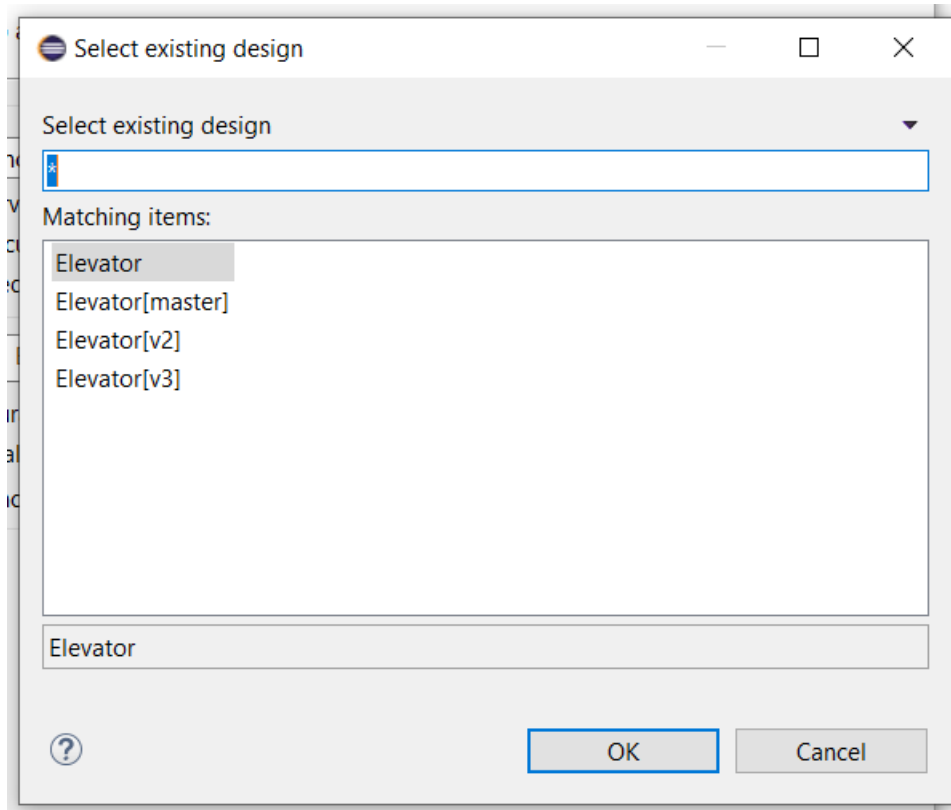 Select existing design
Select existing design
*
Matching items:
Elevator
Elevator[master]
Elevator[v2]
Elevator[v3]
Elevator
?
OK
Cancel